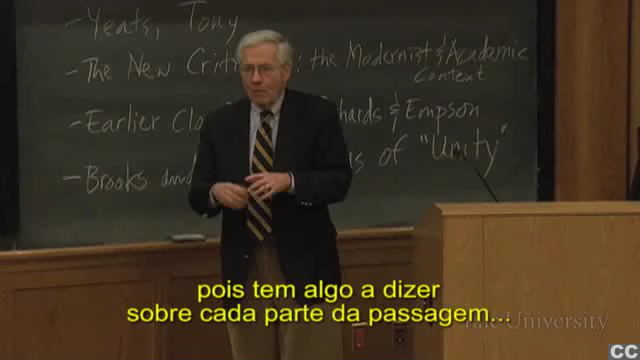 - Yeats, Tony
- The New Crit : the Modernist & Academic
Context
- Earlier Clo hards & Empson
- Brooks and s of "Unity"
pois tem algo a dizer
sobre cada parte da passagem...
University
CC